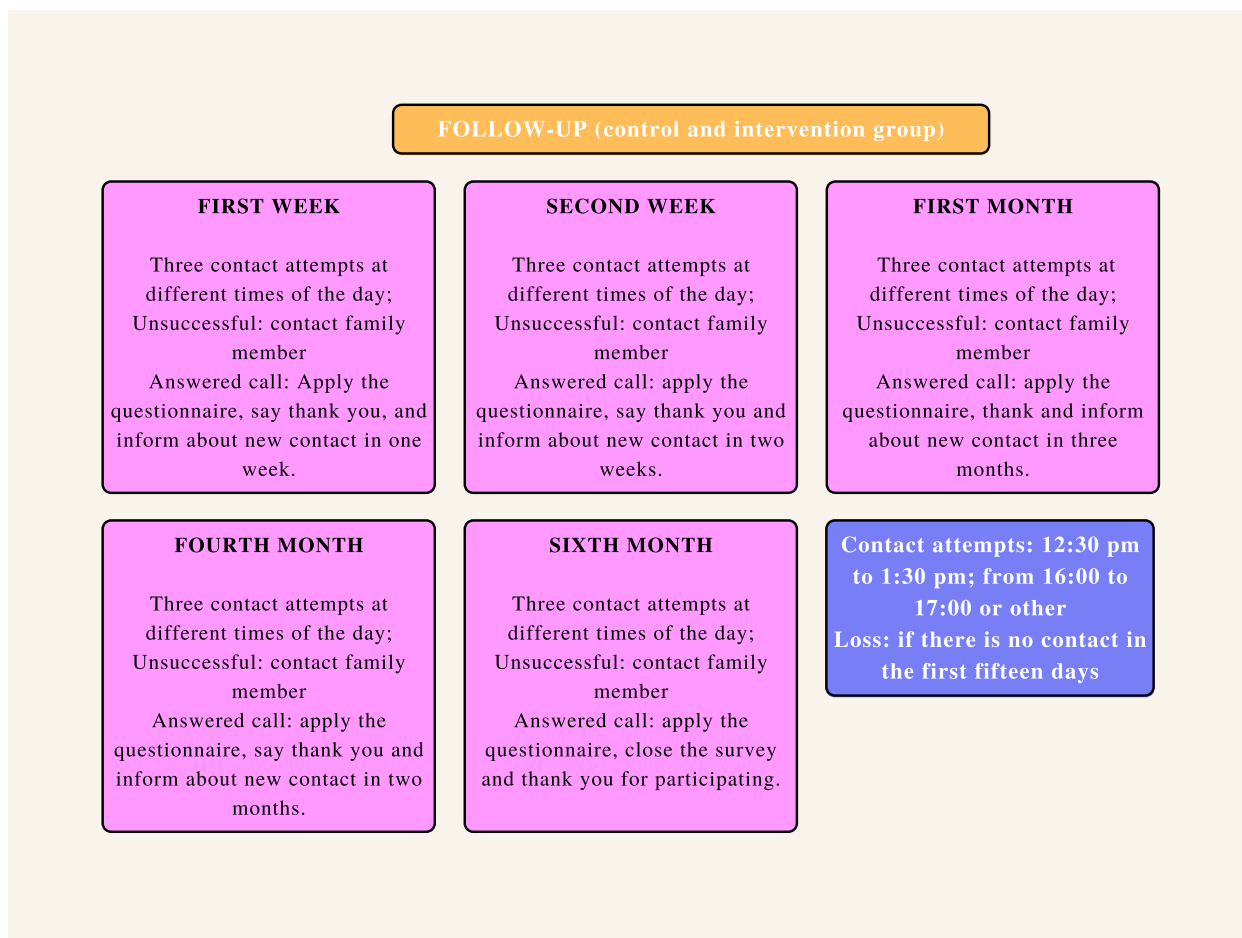 FOLLOW-UP (control and intervention group)
FIRST WEEK
Three contact attempts at
different times of the day;
Unsuccessful: contact family
member
Answered call: Apply the
questionnaire, say thank you, and
inform about new contact in one
week.
SECOND WEEK
Three contact attempts at
different times of the day;
Unsuccessful: contact family
member
Answered call: apply the
questionnaire, say thank you and
inform about new contact in two
weeks.
FIRST MONTH
Three contact attempts at
different times of the day;
Unsuccessful: contact family
member
Answered call: apply the
questionnaire, thank and inform
about new contact in three
months.
FOURTH MONTH
Three contact attempts at
different times of the day;
Unsuccessful: contact family
member
Answered call: apply the
questionnaire, say thank you and
inform about new contact in two
months.
SIXTH MONTH
Three contact attempts at
different times of the day;
Unsuccessful: contact family
member
Answered call: apply the
questionnaire, close the survey
and thank you for participating.
Contact attempts: 12:30 pm
to 1:30 pm; from 16:00 to
17:00 or other
Loss: if there is no contact in
the first fifteen days